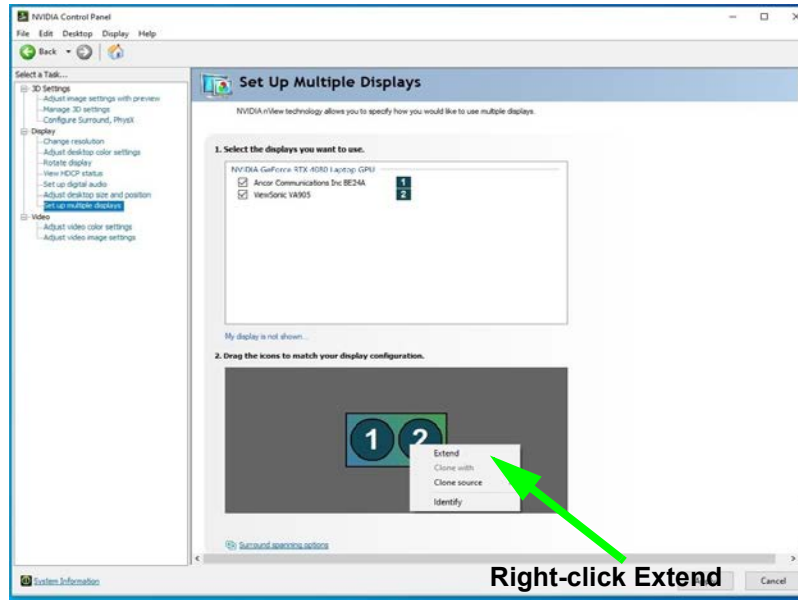 NVIDIA Control Panel
File Edit Desktop Display Help
Back
Select a Task...
3D Settings
Adjust image settings with preview
Manage 3D settings
Configure Surround, PhysX
Display
Change resolution
Adjust desktop color settings
Rotate display
View HDCP status
Set up digital audio
Adjust desktop size and position
Set up multiple displays
Video
Adjust video color settings
Adjust video image settings
Set Up Multiple Displays
NVIDIA nView technology allows you to specify how you would like to use multiple displays.
1. Select the displays you want to use.
NVIDIA GeForce RTX 4080 Laptop GPU
Ancor Communications Inc BE24A 1
ViewSonic VA905 2
My display is not shown...
2. Drag the icons to match your display configuration.
1 2
Extend
Clone with
Clone source
Identify
Surround spanning options
Right-click Extend
System Information
Cancel